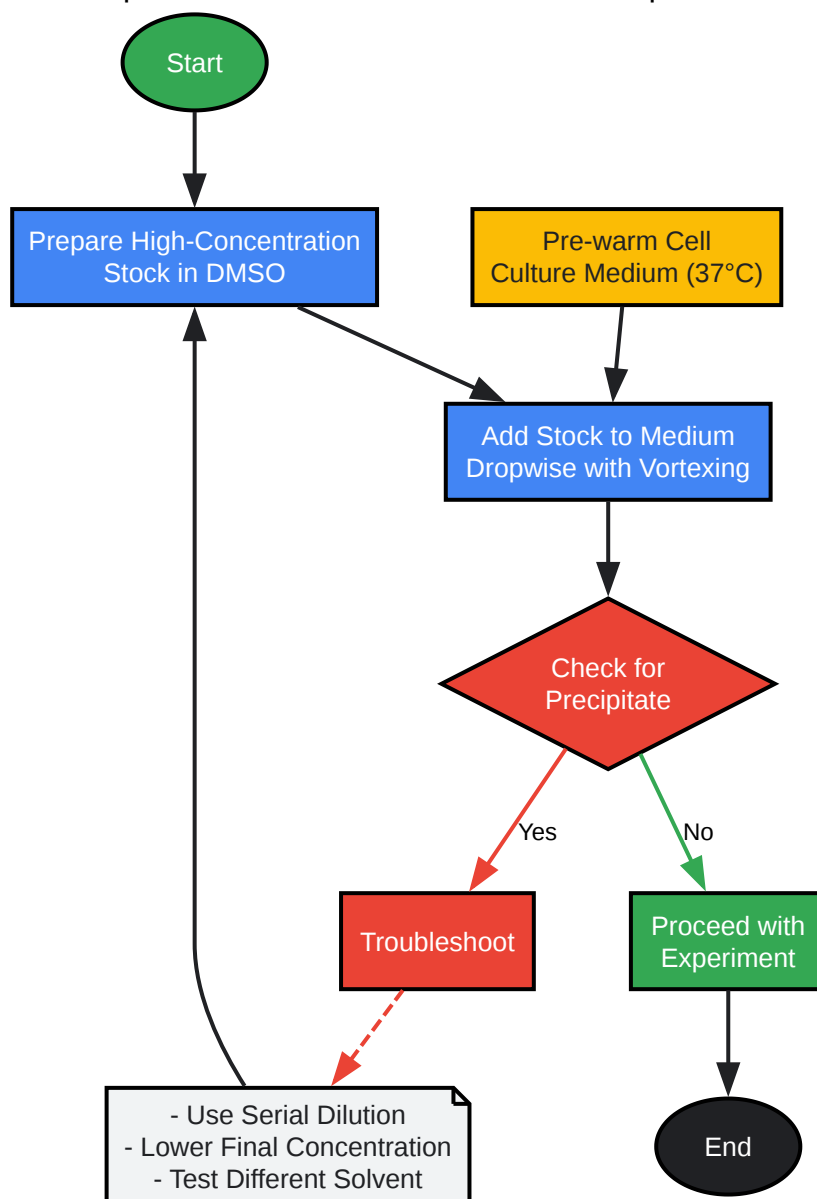 Start
Prepare High-Concentration
Stock in DMSO
Pre-warm Cell
Culture Medium (37°C)
Add Stock to Medium
Dropwise with Vortexing
Check for
Precipitate
Yes
No
Troubleshoot
Proceed with
Experiment
- Use Serial Dilution
- Lower Final Concentration
- Test Different Solvent
End